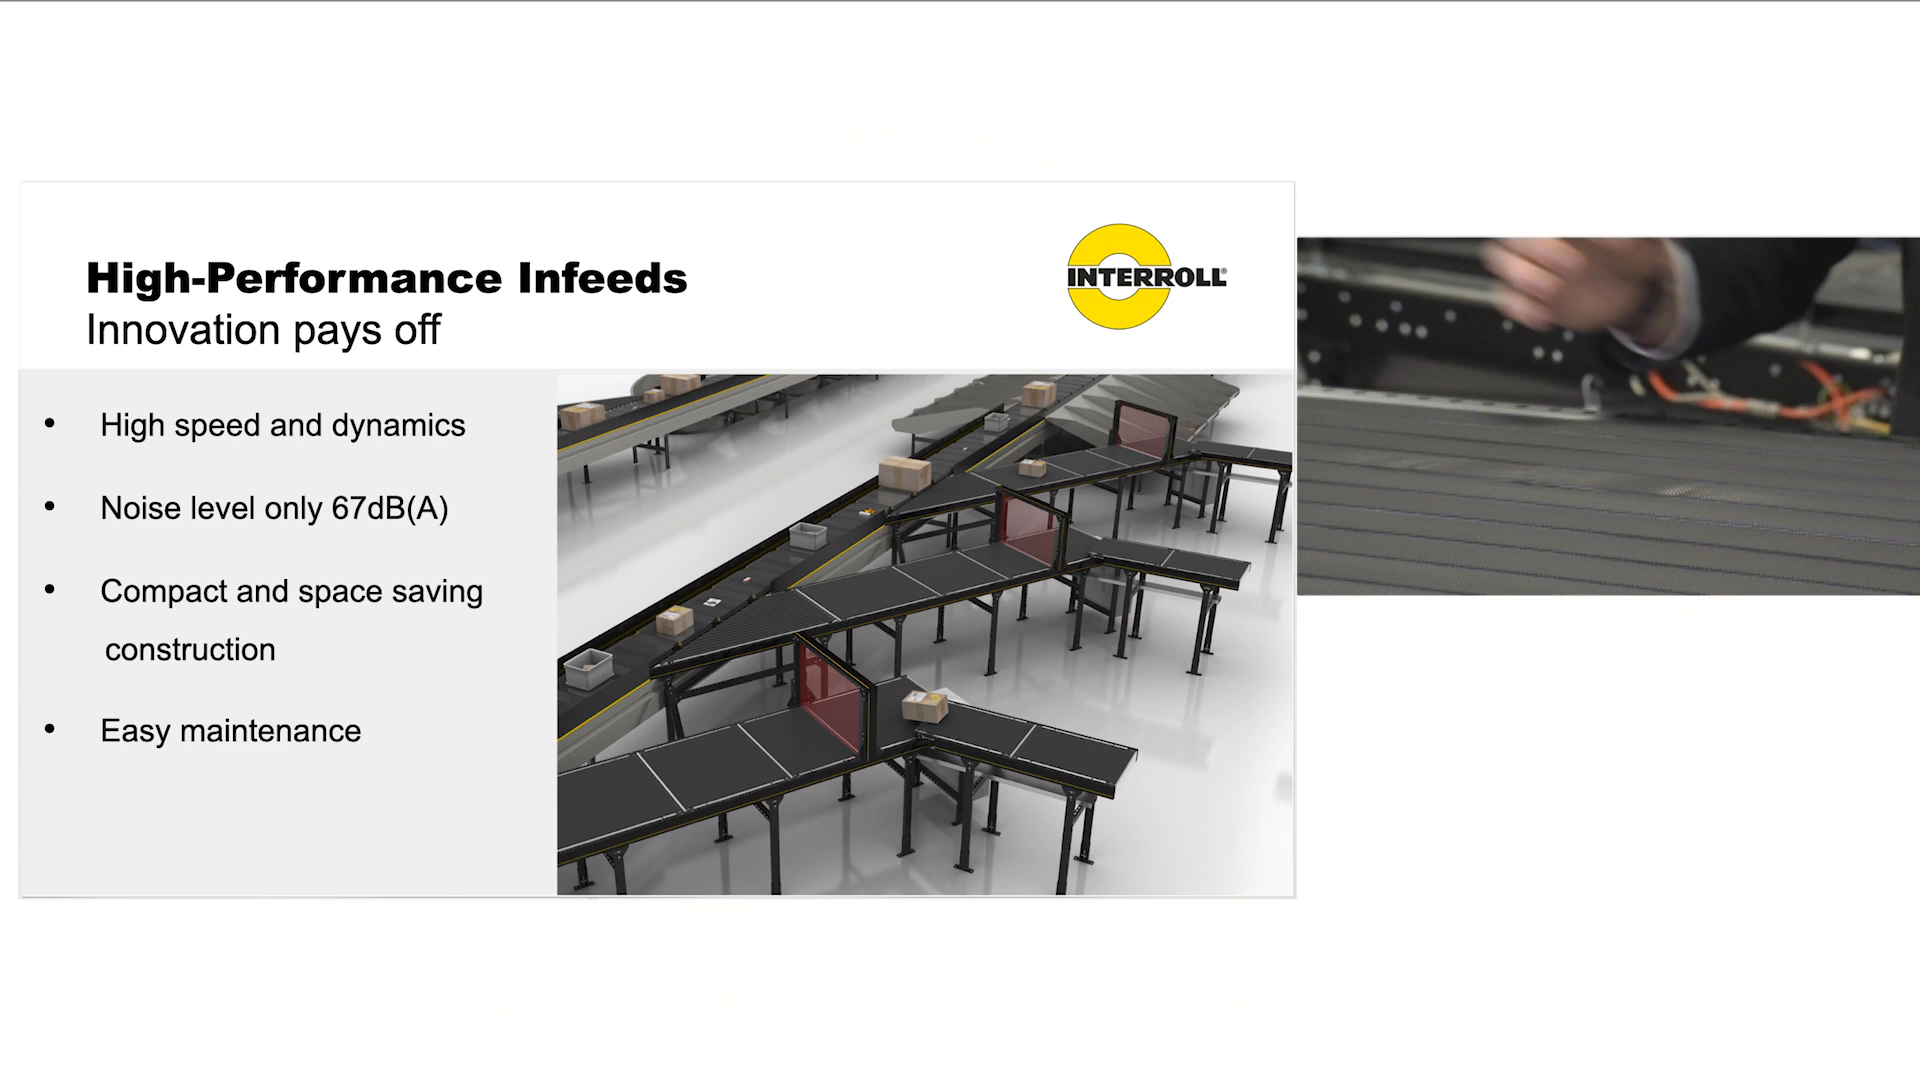 High-Performance Infeeds
Innovation pays off
INTERROLL®
• High speed and dynamics
• Noise level only 67dB(A)
• Compact and space saving
construction
• Easy maintenance